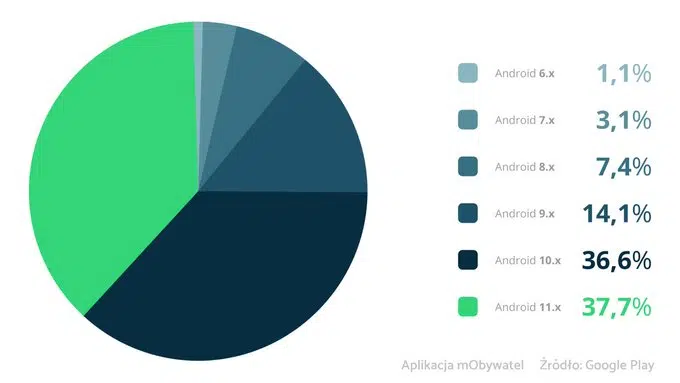 Android 6.x 1,1%
Android 7.x 3,1%
Android 8.x 7,4%
Android 9.x 14,1%
Android 10.x 36,6%
Android 11.x 37,7%
Aplikacja mObywatel Źródło: Google Play